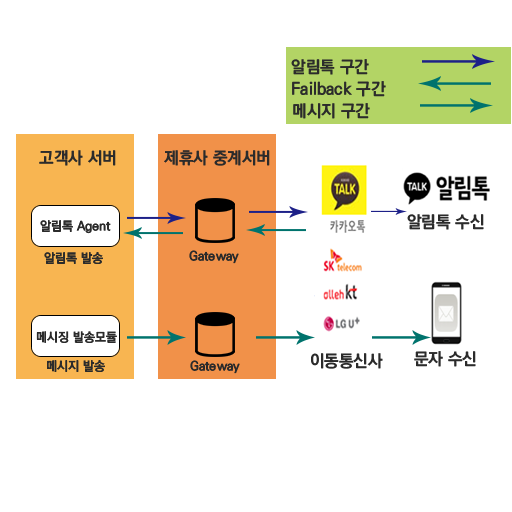 알림톡 구간
Failback 구간
메시지 구간
고객사 서버
제휴사 중계서버
TALK
카카오톡
TALK 알림톡
알림톡 수신
알림톡 Agent
알림톡 발송
Gateway
SK telecom
olleh kt
LG U+
메시징 발송모듈
메시지 발송
Gateway
이동통신사
문자 수신